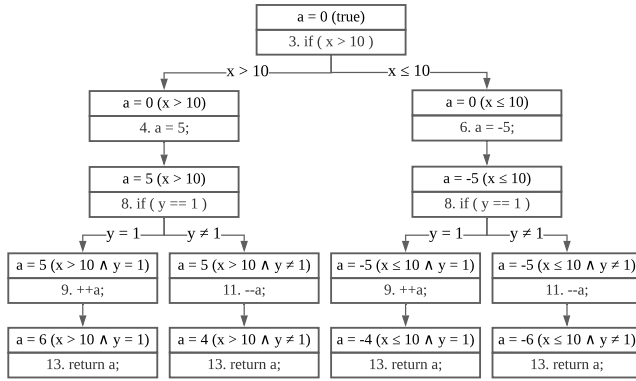 a = 0 (true)
3. if ( x > 10 )
x > 10
x ≤ 10
a = 0 (x > 10)
4. a = 5;
a = 0 (x ≤ 10)
6. a = -5;
a = 5 (x > 10)
8. if ( y == 1 )
a = -5 (x ≤ 10)
8. if ( y == 1 )
y = 1
y ≠ 1
y = 1
y ≠ 1
a = 5 (x > 10 ∧ y = 1)
9. ++a;
a = 5 (x > 10 ∧ y ≠ 1)
11. --a;
a = -5 (x ≤ 10 ∧ y = 1)
9. ++a;
a = -5 (x ≤ 10 ∧ y ≠ 1)
11. --a;
a = 6 (x > 10 ∧ y = 1)
13. return a;
a = 4 (x > 10 ∧ y ≠ 1)
13. return a;
a = -4 (x ≤ 10 ∧ y = 1)
13. return a;
a = -6 (x ≤ 10 ∧ y ≠ 1)
13. return a;